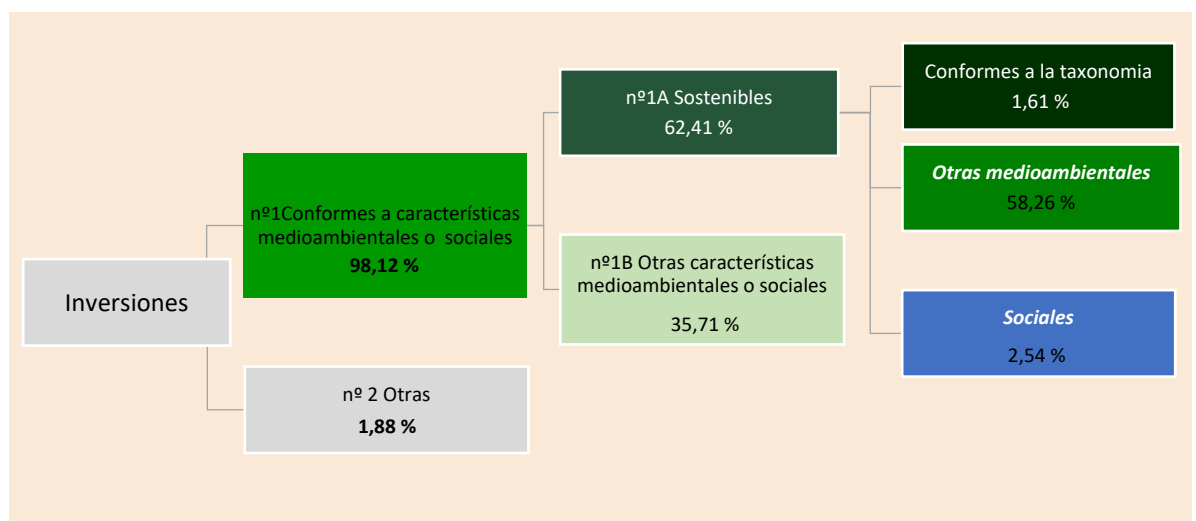 Inversiones
nº1Conformes a características
medioambientales o sociales
98,12 %
nº 2 Otras
1,88 %
nº1A Sostenibles
62,41 %
nº1B Otras características
medioambientales o sociales
35,71 %
Conformes a la taxonomia
1,61 %
Otras medioambientales
58,26 %
Sociales
2,54 %